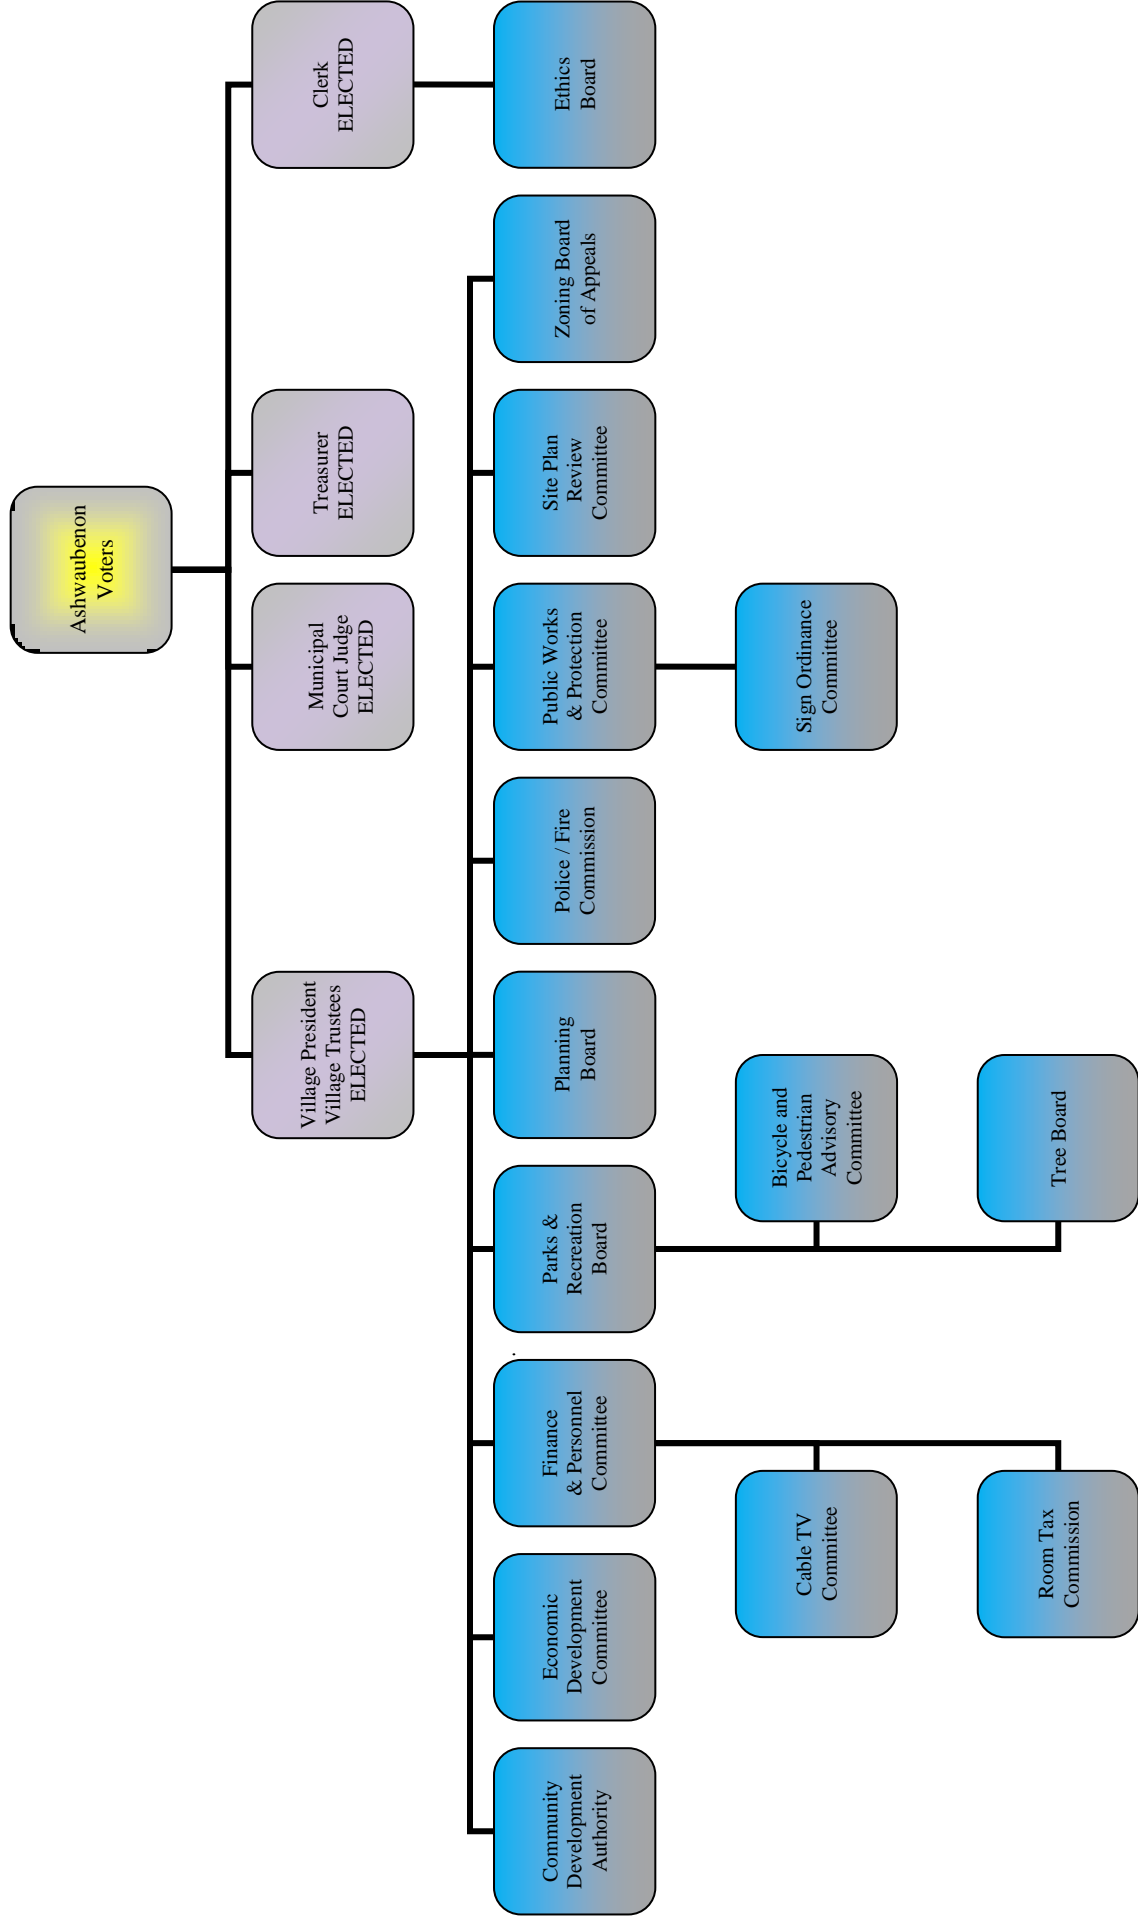 Ashwaubenon
Voters
Village President
Village Trustees
ELECTED
Municipal
Court Judge
ELECTED
Treasurer
ELECTED
Clerk
ELECTED
Community
Development
Authority
Economic
Development
Committee
Finance
& Personnel
Committee
Parks &
Recreation
Board
Planning
Board
Police / Fire
Commission
Public Works
& Protection
Committee
Site Plan
Review
Committee
Zoning Board
of Appeals
Ethics
Board
Cable TV
Committee
Bicycle and
Pedestrian
Advisory
Committee
Sign Ordinance
Committee
Room Tax
Commission
Tree Board